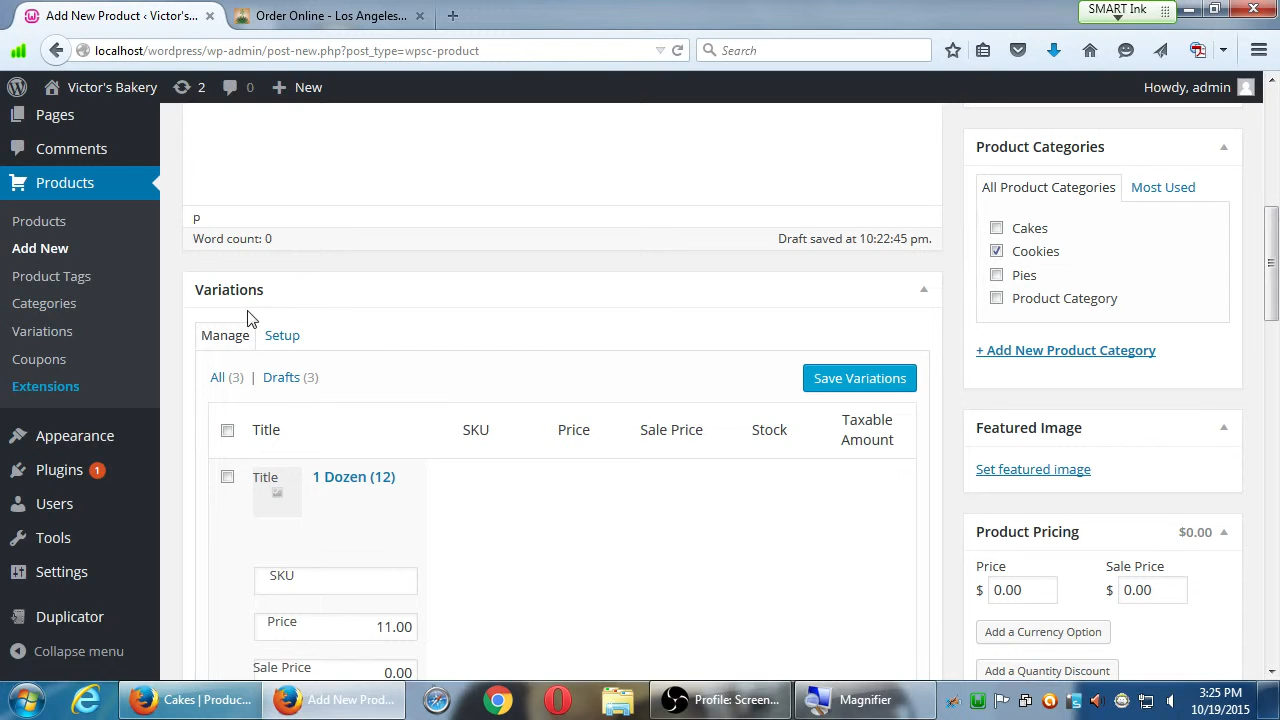 Add New Product ‹ Victor's...
Order Online - Los Angeles...
SMART Ink
localhost/wordpress/wp-admin/post-new.php?post_type=wpsc-product
Search
Victor's Bakery
2
0
New
Howdy, admin
Pages
Comments
Products
Products
Add New
Product Tags
Categories
Variations
Coupons
Extensions
Appearance
Plugins 1
Users
Tools
Settings
Duplicator
Collapse menu
p
Word count: 0
Draft saved at 10:22:45 pm.
Variations
Manage
Setup
All (3) | Drafts (3)
Save Variations
Title
SKU
Price
Sale Price
Stock
Taxable
Amount
Title
1 Dozen (12)
SKU
Price
11.00
Sale Price
0.00
Product Categories
All Product Categories
Most Used
Cakes
Cookies
Pies
Product Category
+ Add New Product Category
Featured Image
Set featured image
Product Pricing
$0.00
Price
Sale Price
$ 0.00
$ 0.00
Add a Currency Option
Add a Quantity Discount
Cakes | Produc...
Add New Prod...
Profile: Screen...
Magnifier
3:25 PM
10/19/2015